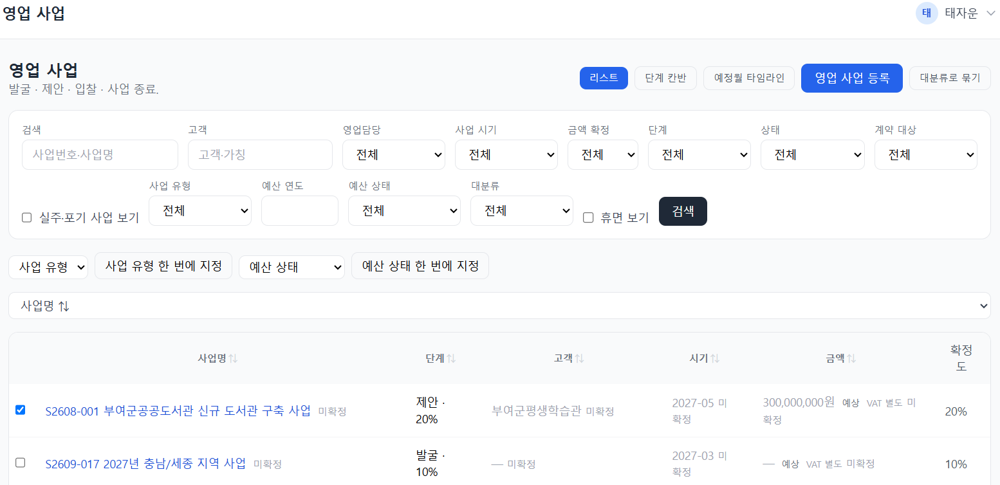 영업 사업
태 태자운
영업 사업
발굴 · 제안 · 입찰 · 사업 종료.
리스트 단계 칸반 예정월 타임라인 영업 사업 등록 대분류로 묶기
검색 고객 영업담당 사업 시기 금액 확정 단계 상태 계약 대상
사업번호·사업명 고객·가칭 전체 전체 전체 전체 전체 전체
사업 유형 예산 연도 예산 상태 대분류
실주·포기 사업 보기 전체 전체 전체 휴면 보기 검색
사업 유형 사업 유형 한 번에 지정 예산 상태 예산 상태 한 번에 지정
사업명 ⇅
사업명⇅ 단계⇅ 고객⇅ 시기⇅ 금액⇅ 확정
도
S2608-001 부여군공공도서관 신규 도서관 구축 사업 미확정 제안 · 부여군평생학습관 미확정 2027-05 미 300,000,000원 예상 VAT 별도 미
20% 확정 확정 20%
S2609-017 2027년 충남/세종 지역 사업 미확정 발굴 · — 미확정 2027-03 미 — 예상 VAT 별도 미확정 10%
10% 확정